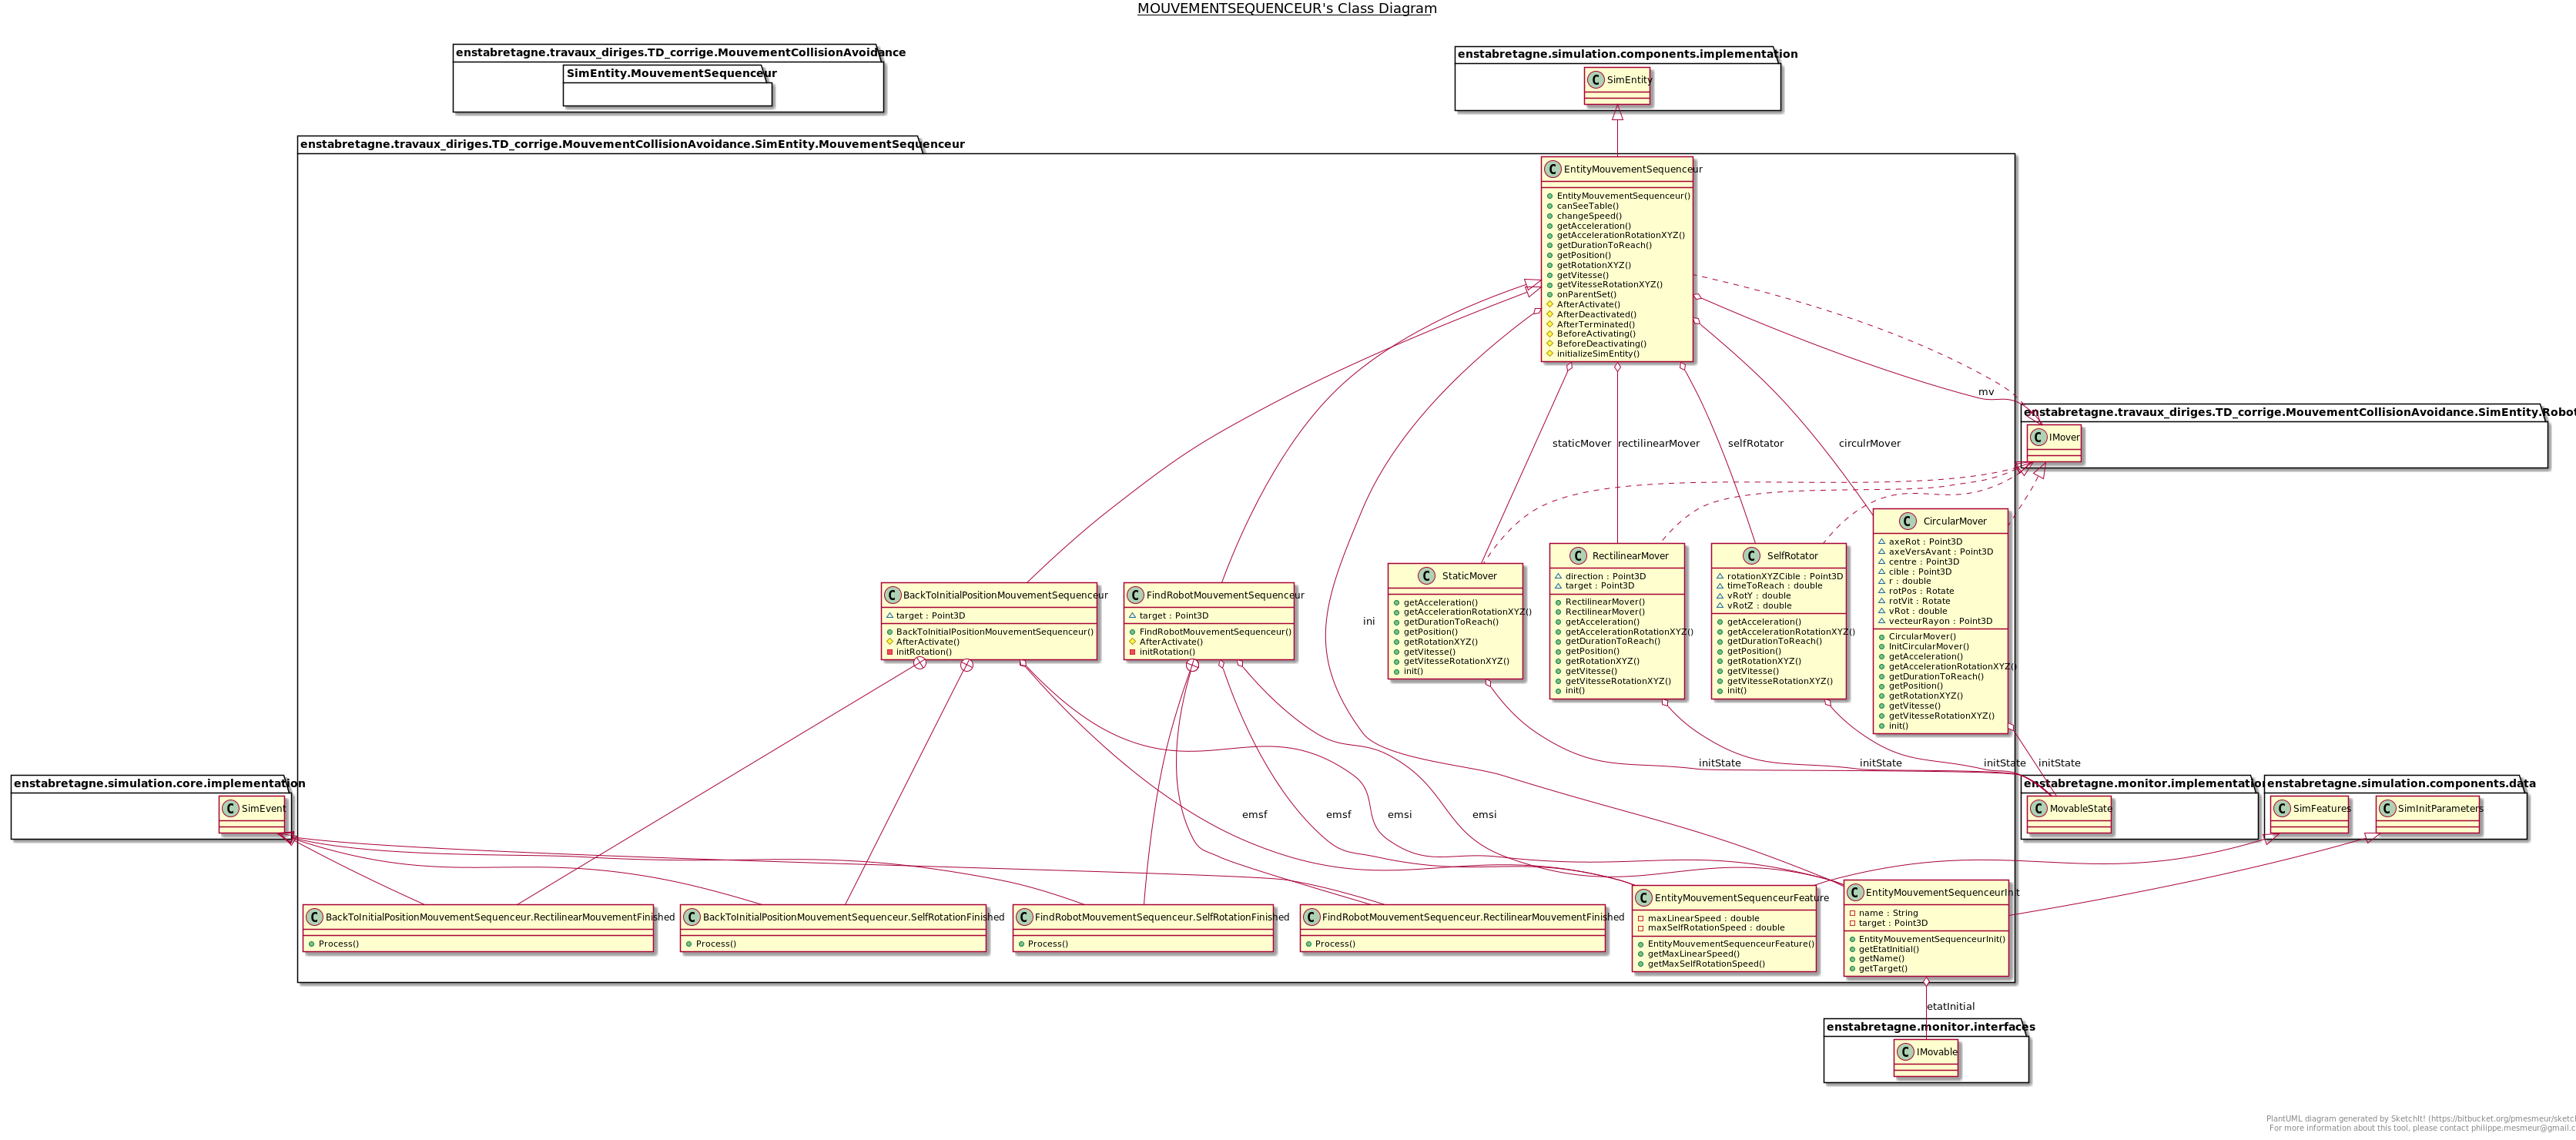 MOUVEMENTSEQUENCEUR's Class Diagram
enstabretagne.travaux_diriges.TD_corrige.MouvementCollisionAvoidance
SimEntity.MouvementSequenceur
enstabretagne.simulation.components.implementation
SimEntity
enstabretagne.travaux_diriges.TD_corrige.MouvementCollisionAvoidance.SimEntity.MouvementSequenceur
EntityMouvementSequenceur
EntityMouvementSequenceur()
canSeeTable()
changeSpeed()
getAcceleration()
getAccelerationRotationXYZ()
getDurationToReach()
getPosition()
getRotationXYZ()
getVitesse()
getVitesseRotationXYZ()
onParentSet()
AfterActivate()
AfterDeactivated()
AfterTerminated()
BeforeActivating()
BeforeDeactivating()
initializeSimEntity()
mv
enstabretagne.travaux_diriges.TD_corrige.MouvementCollisionAvoidance.SimEntity.Robot
IMover
staticMover
rectilinearMover
selfRotator
circulrMover
ini
BackToInitialPositionMouvementSequenceur
target : Point3D
BackToInitialPositionMouvementSequenceur()
AfterActivate()
initRotation()
FindRobotMouvementSequenceur
target : Point3D
FindRobotMouvementSequenceur()
AfterActivate()
initRotation()
StaticMover
getAcceleration()
getAccelerationRotationXYZ()
getDurationToReach()
getPosition()
getRotationXYZ()
getVitesse()
getVitesseRotationXYZ()
init()
RectilinearMover
direction : Point3D
target : Point3D
RectilinearMover()
RectilinearMover()
getAcceleration()
getAccelerationRotationXYZ()
getDurationToReach()
getPosition()
getRotationXYZ()
getVitesse()
getVitesseRotationXYZ()
init()
SelfRotator
rotationXYZCible : Point3D
timeToReach : double
vRotY : double
vRotZ : double
getAcceleration()
getAccelerationRotationXYZ()
getDurationToReach()
getPosition()
getRotationXYZ()
getVitesse()
getVitesseRotationXYZ()
init()
CircularMover
axeRot : Point3D
axeVersAvant : Point3D
centre : Point3D
cible : Point3D
r : double
rotPos : Rotate
rotVit : Rotate
vRot : double
vecteurRayon : Point3D
CircularMover()
InitCircularMover()
getAcceleration()
getAccelerationRotationXYZ()
getDurationToReach()
getPosition()
getRotationXYZ()
getVitesse()
getVitesseRotationXYZ()
init()
initState
initState
initState
initState
enstabretagne.simulation.core.implementation
SimEvent
enstabretagne.monitor.implementation
MovableState
enstabretagne.simulation.components.data
SimFeatures
SimInitParameters
emsf
emsf
emsi
emsi
BackToInitialPositionMouvementSequenceur.RectilinearMouvementFinished
Process()
BackToInitialPositionMouvementSequenceur.SelfRotationFinished
Process()
FindRobotMouvementSequenceur.SelfRotationFinished
Process()
FindRobotMouvementSequenceur.RectilinearMouvementFinished
Process()
EntityMouvementSequenceurFeature
maxLinearSpeed : double
maxSelfRotationSpeed : double
EntityMouvementSequenceurFeature()
getMaxLinearSpeed()
getMaxSelfRotationSpeed()
EntityMouvementSequenceurInit
name : String
target : Point3D
EntityMouvementSequenceurInit()
getEtatInitial()
getName()
getTarget()
etatInitial
enstabretagne.monitor.interfaces
IMovable
PlantUML diagram generated by SketchIt! (https://bitbucket.org/pmesmeur/sketch
For more information about this tool, please contact philippe.mesmeur@gmail.c